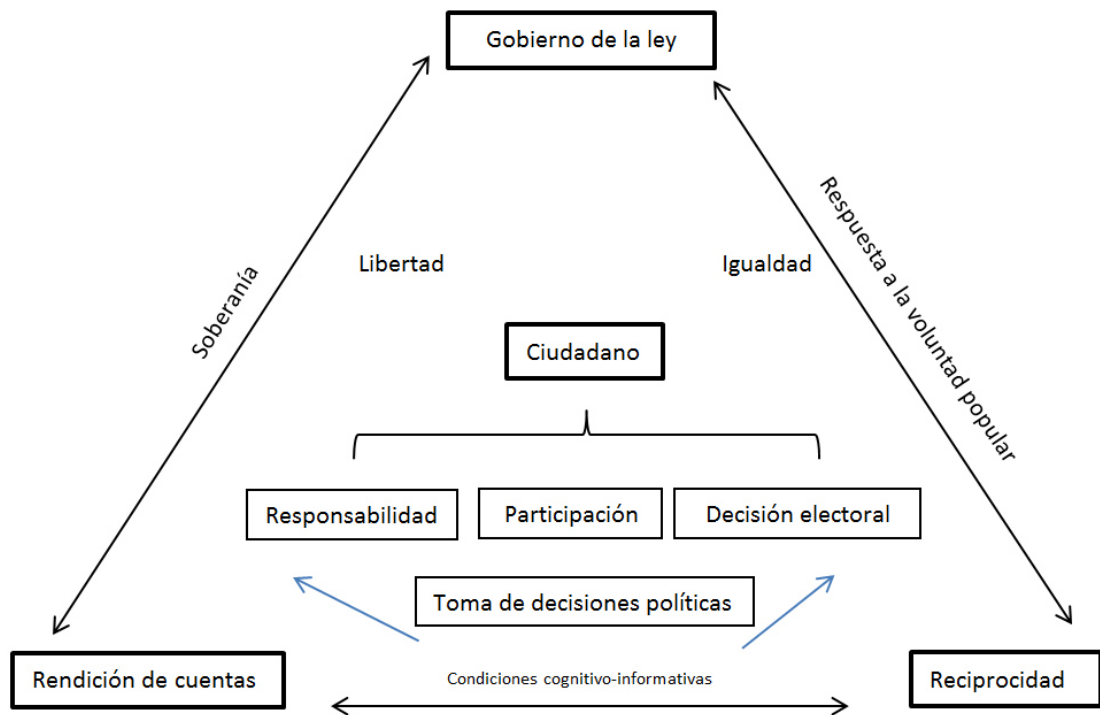 Gobierno de la ley
Soberanía
Libertad
Igualdad
Respuesta a la voluntad popular
Ciudadano
Responsabilidad
Participación
Decisión electoral
Toma de decisiones políticas
Rendición de cuentas
Condiciones cognitivo-informativas
Reciprocidad